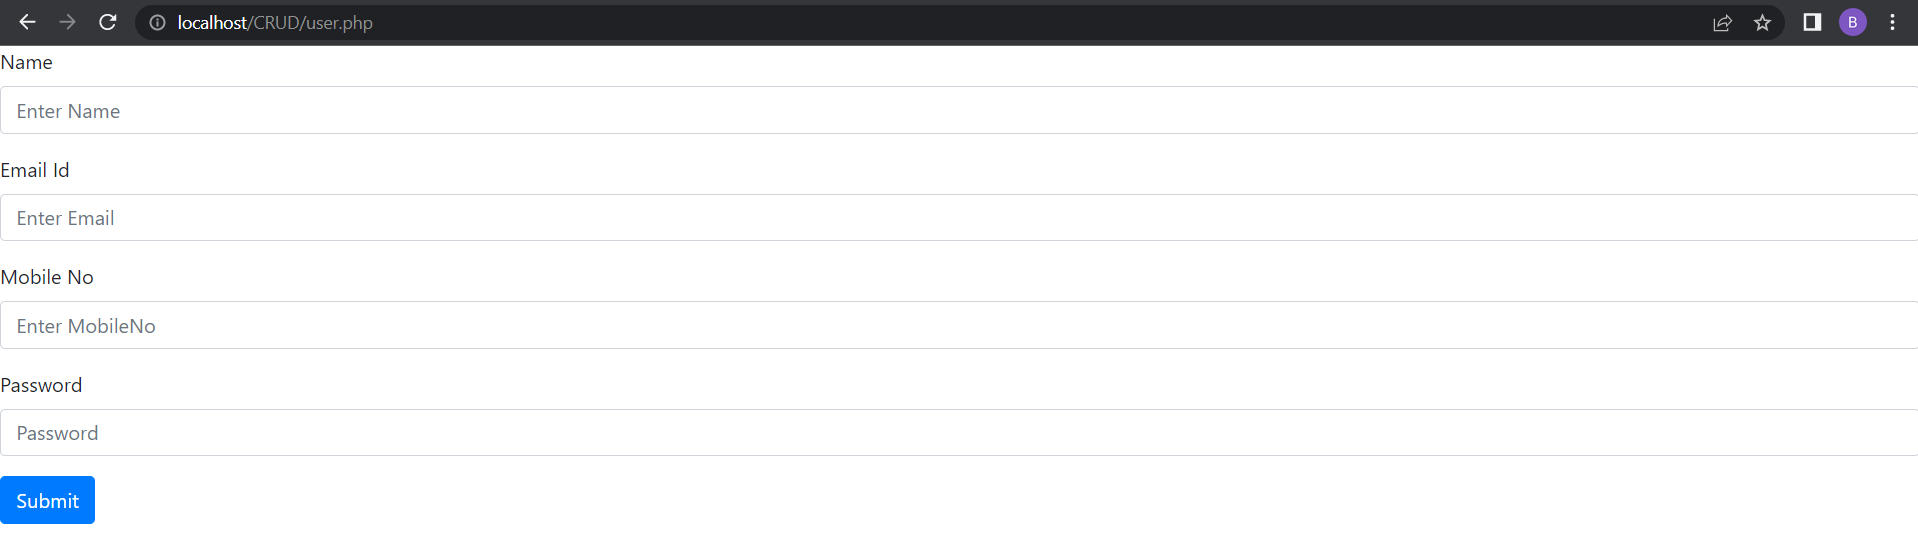 localhost/CRUD/user.php
B
Name
Enter Name
Email Id
Enter Email
Mobile No
Enter MobileNo
Password
Password
Submit